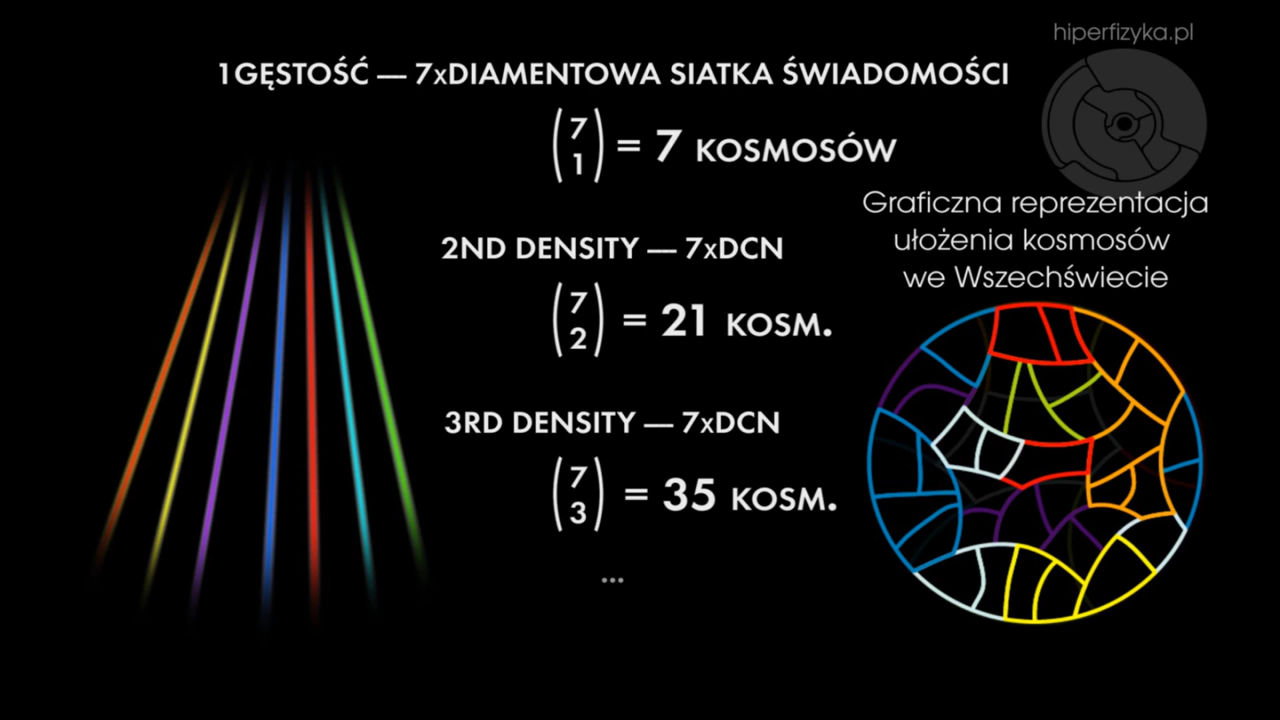 hiperfizyka.pl
1GĘSTOŚĆ — 7xDIAMENTOWA SIATKA ŚWIADOMOŚCI
(7
1) = 7 KOSMOSÓW
Graficzna reprezentacja
ułożenia kosmosów
we Wszechświecie
2ND DENSITY — 7xDCN
(7
2) = 21 KOSM.
3RD DENSITY — 7xDCN
(7
3) = 35 KOSM.
...